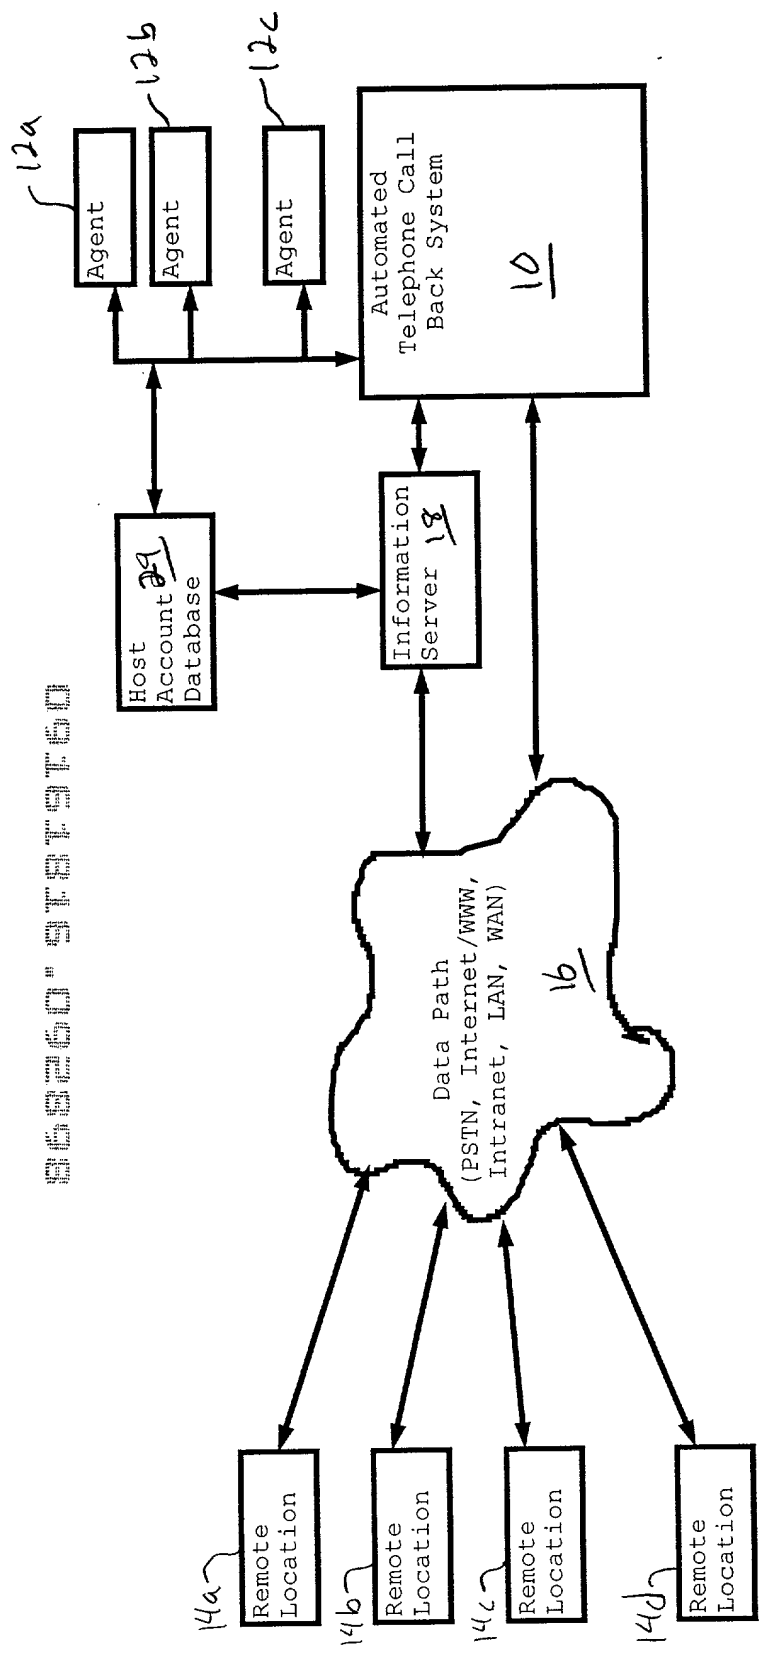 12a
12b
12c
Agent
Agent
Agent
Automated
Telephone Call
Back System
10
Host
Account 29
Database
Information
Server 18
Data Path
(PSTN, Internet/WWW,
Intranet, LAN, WAN)
16
14a
Remote
Location
14b
Remote
Location
14c
Remote
Location
14d
Remote
Location